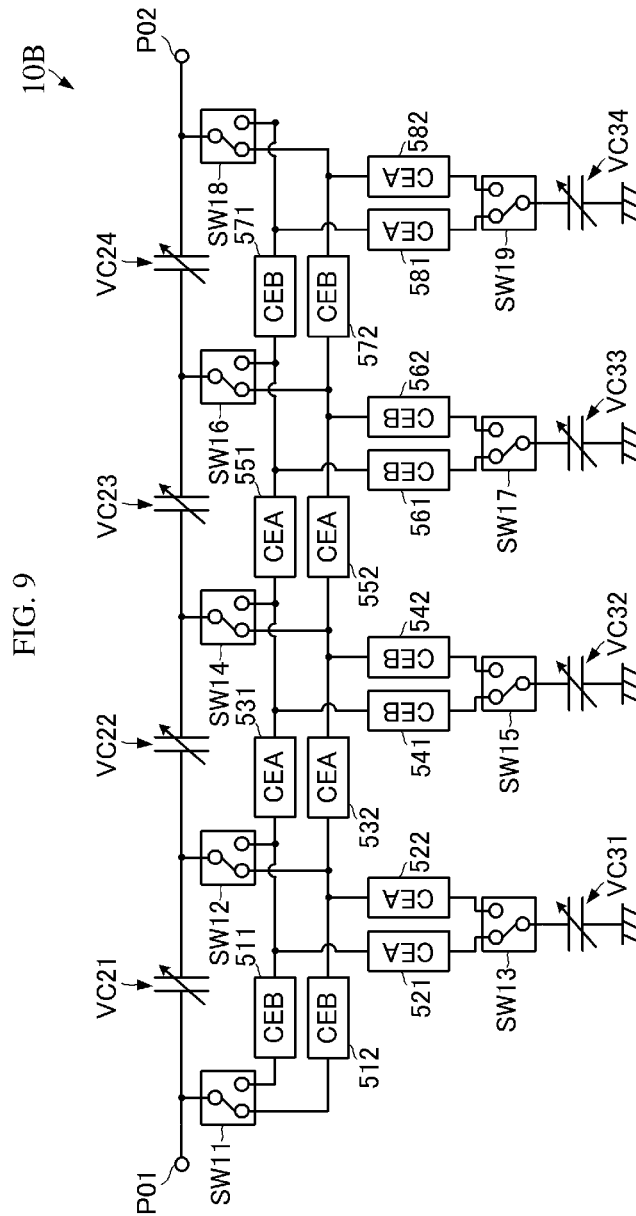 FIG. 9
10B
P01
VC21
VC22
VC23
VC24
P02
SW11
SW12
SW14
SW16
SW18
511
531
551
571
CEB
CEA
CEA
CEB
CEB
CEA
CEA
CEB
512
532
552
572
521
CEA
CEA
522
541
CEB
CEB
542
561
CEB
CEB
562
581
CEA
CEA
582
SW13
SW15
SW17
SW19
VC31
VC32
VC33
VC34